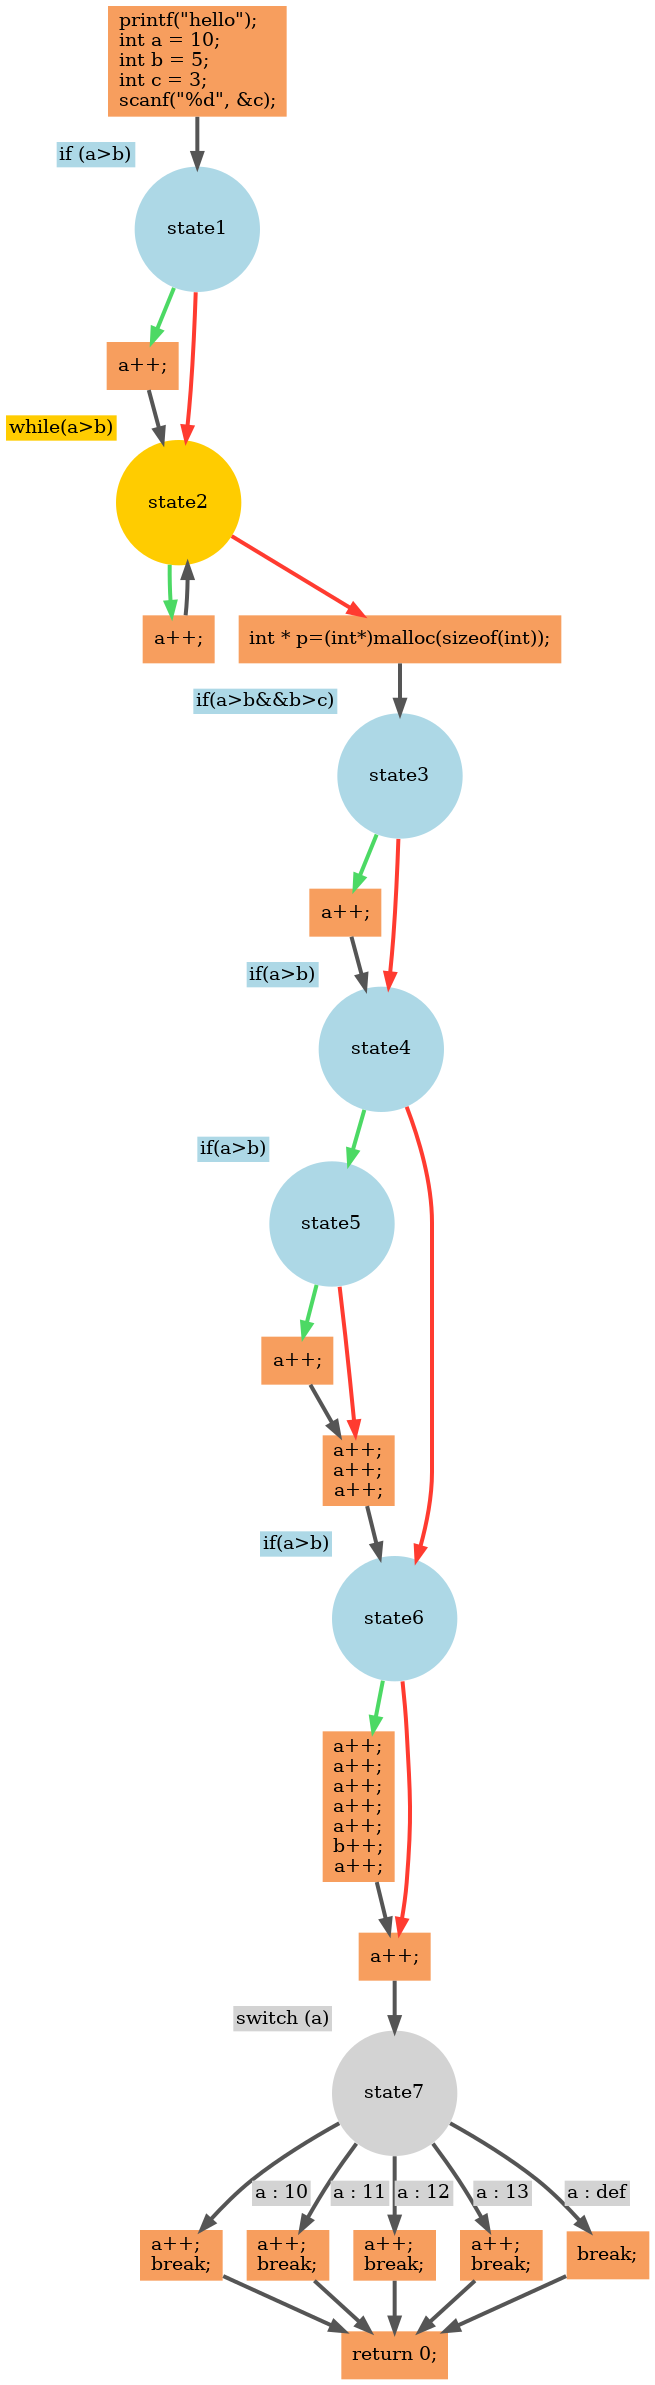 printf("hello");
int a = 10;
int b = 5;
int c = 3;
scanf("%d", &c);
if (a>b)
state1
a++;
while(a>b)
state2
a++;
int * p=(int*)malloc(sizeof(int));
if(a>b&&b>c)
state3
a++;
if(a>b)
state4
if(a>b)
state5
a++;
a++;
a++;
a++;
if(a>b)
state6
a++;
a++;
a++;
a++;
a++;
b++;
a++;
a++;
switch (a)
state7
a : 10
a : 11
a : 12
a : 13
a : def
a++;
break;
a++;
break;
a++;
break;
a++;
break;
break;
return 0;